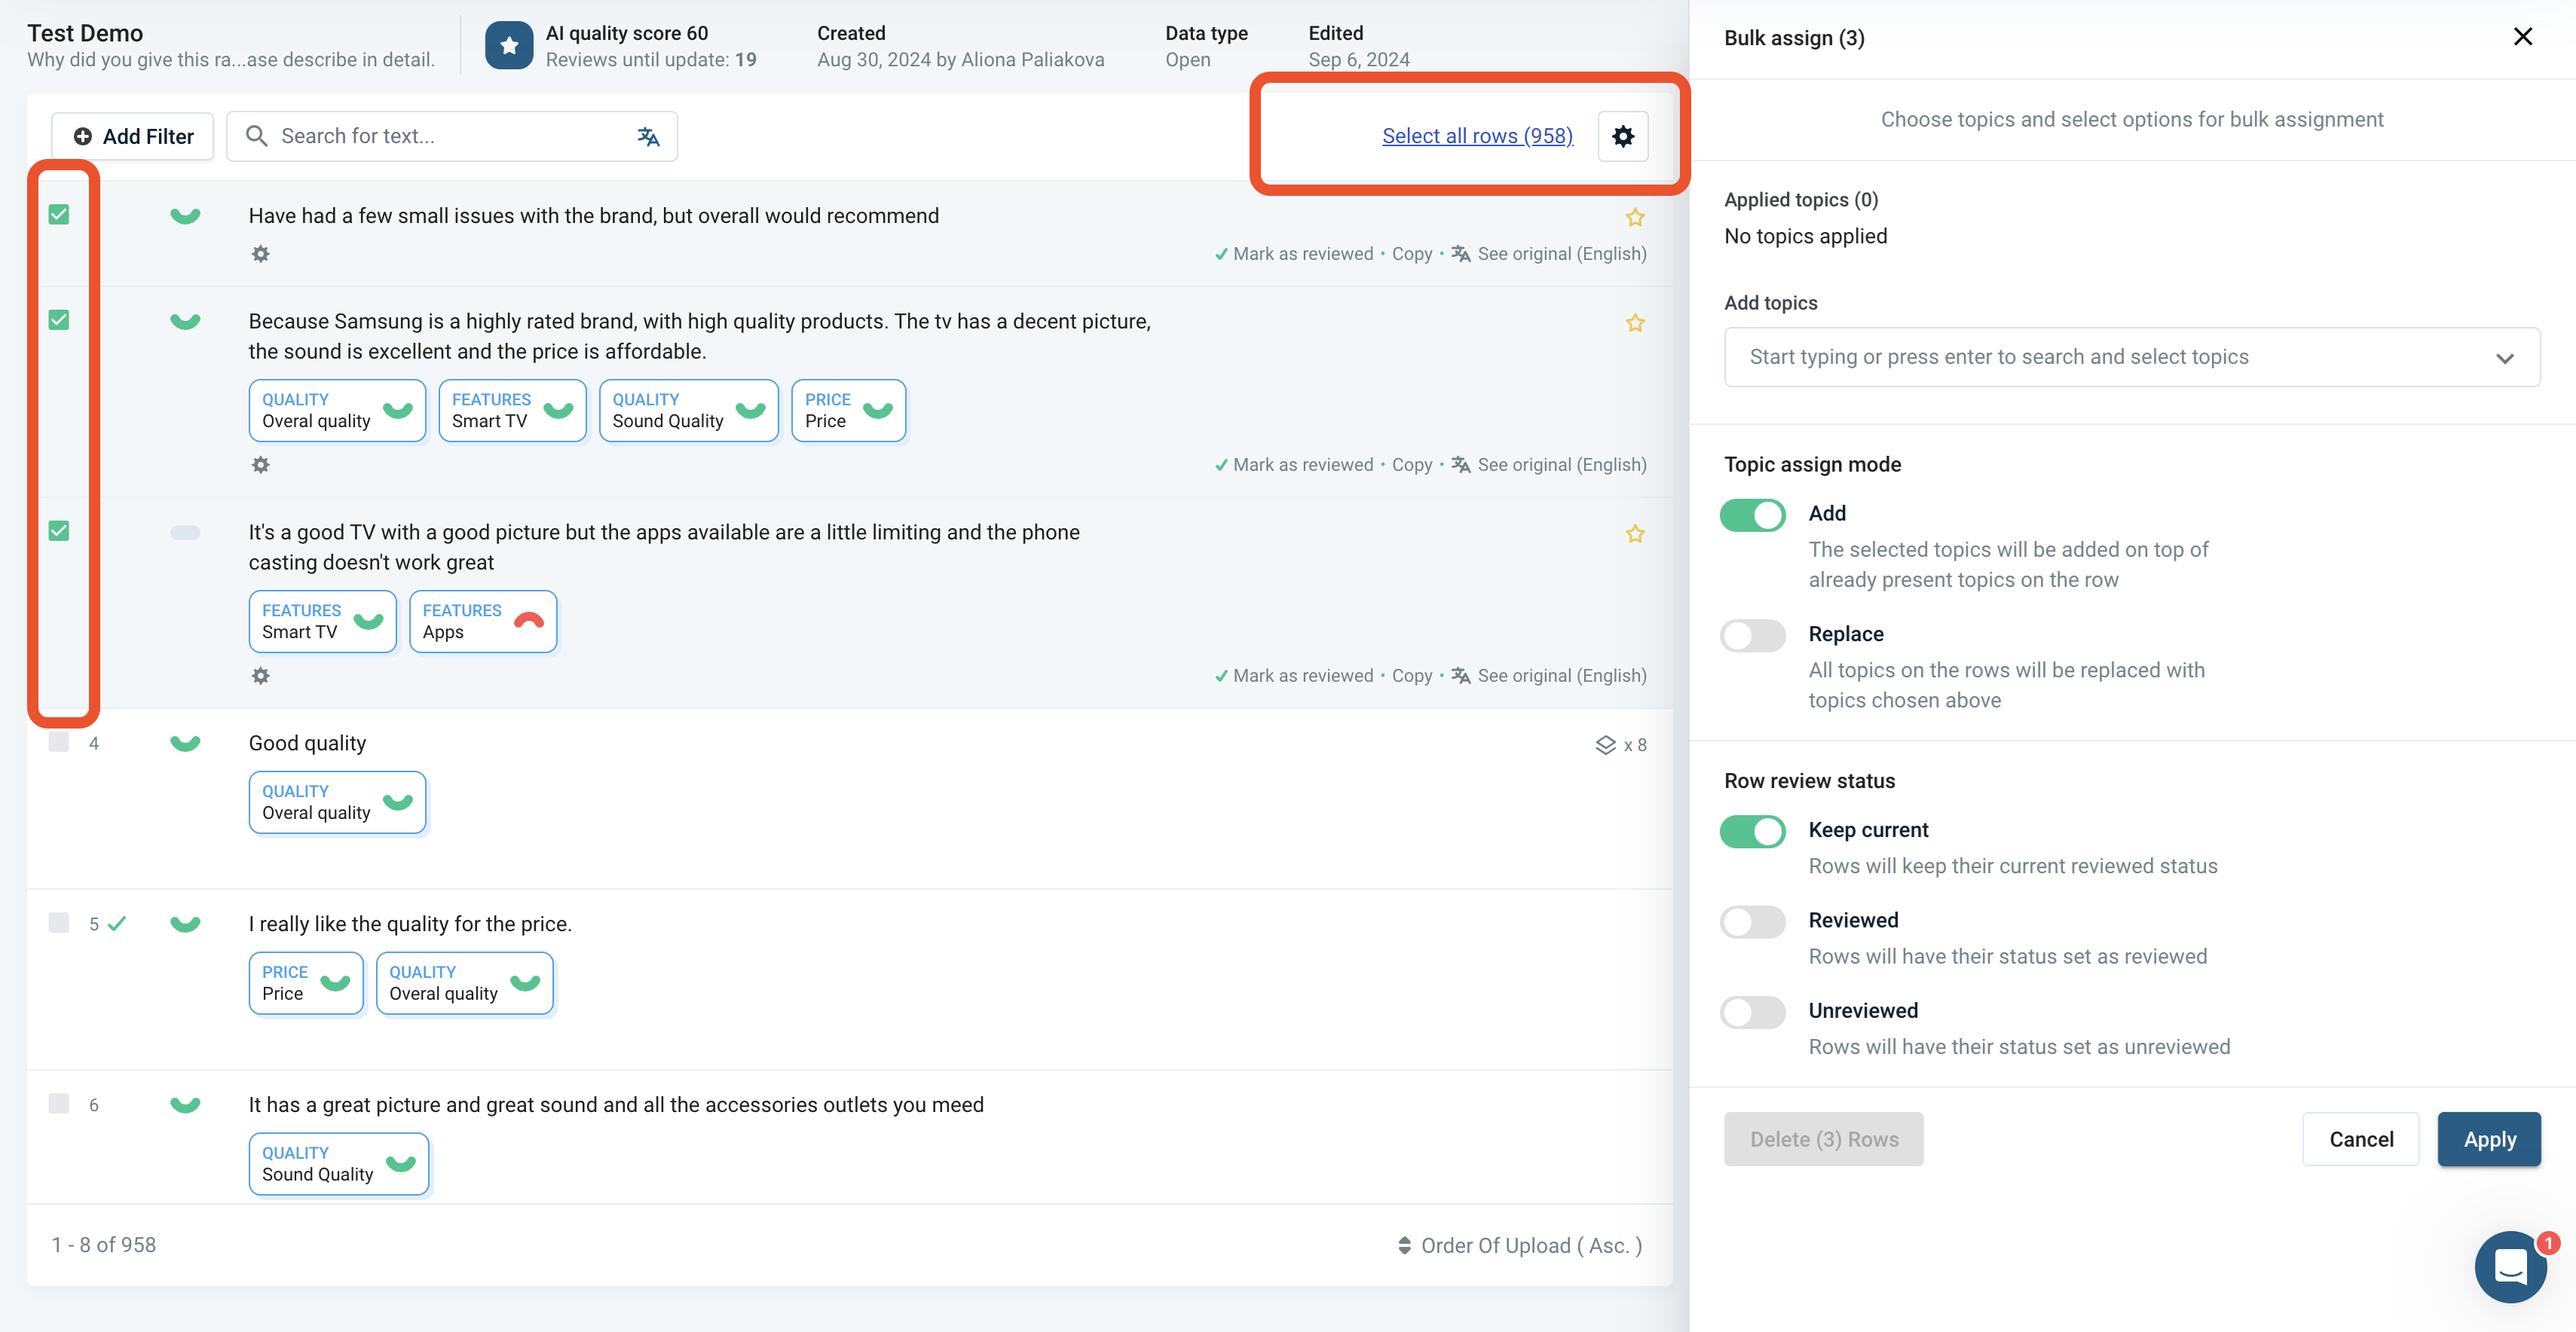 Test Demo
Why did you give this ra...ase describe in detail.
AI quality score 60
Reviews until update: 19
Created
Aug 30, 2024 by Aliona Paliakova
Data type
Open
Edited
Sep 6, 2024
Add Filter
Search for text...
Select all rows (958)
Have had a few small issues with the brand, but overall would recommend
Mark as reviewed • Copy • See original (English)
Because Samsung is a highly rated brand, with high quality products. The tv has a decent picture,
the sound is excellent and the price is affordable.
QUALITY
Overal quality
FEATURES
Smart TV
QUALITY
Sound Quality
PRICE
Price
Mark as reviewed • Copy • See original (English)
It's a good TV with a good picture but the apps available are a little limiting and the phone
casting doesn't work great
FEATURES
Smart TV
FEATURES
Apps
Mark as reviewed • Copy • See original (English)
4
Good quality
x 8
QUALITY
Overal quality
5
I really like the quality for the price.
PRICE
Price
QUALITY
Overal quality
6
It has a great picture and great sound and all the accessories outlets you meed
QUALITY
Sound Quality
1 - 8 of 958
Order Of Upload ( Asc. )
Bulk assign (3)
Choose topics and select options for bulk assignment
Applied topics (0)
No topics applied
Add topics
Start typing or press enter to search and select topics
Topic assign mode
Add
The selected topics will be added on top of
already present topics on the row
Replace
All topics on the rows will be replaced with
topics chosen above
Row review status
Keep current
Rows will keep their current reviewed status
Reviewed
Rows will have their status set as reviewed
Unreviewed
Rows will have their status set as unreviewed
Delete (3) Rows
Cancel
Apply
1